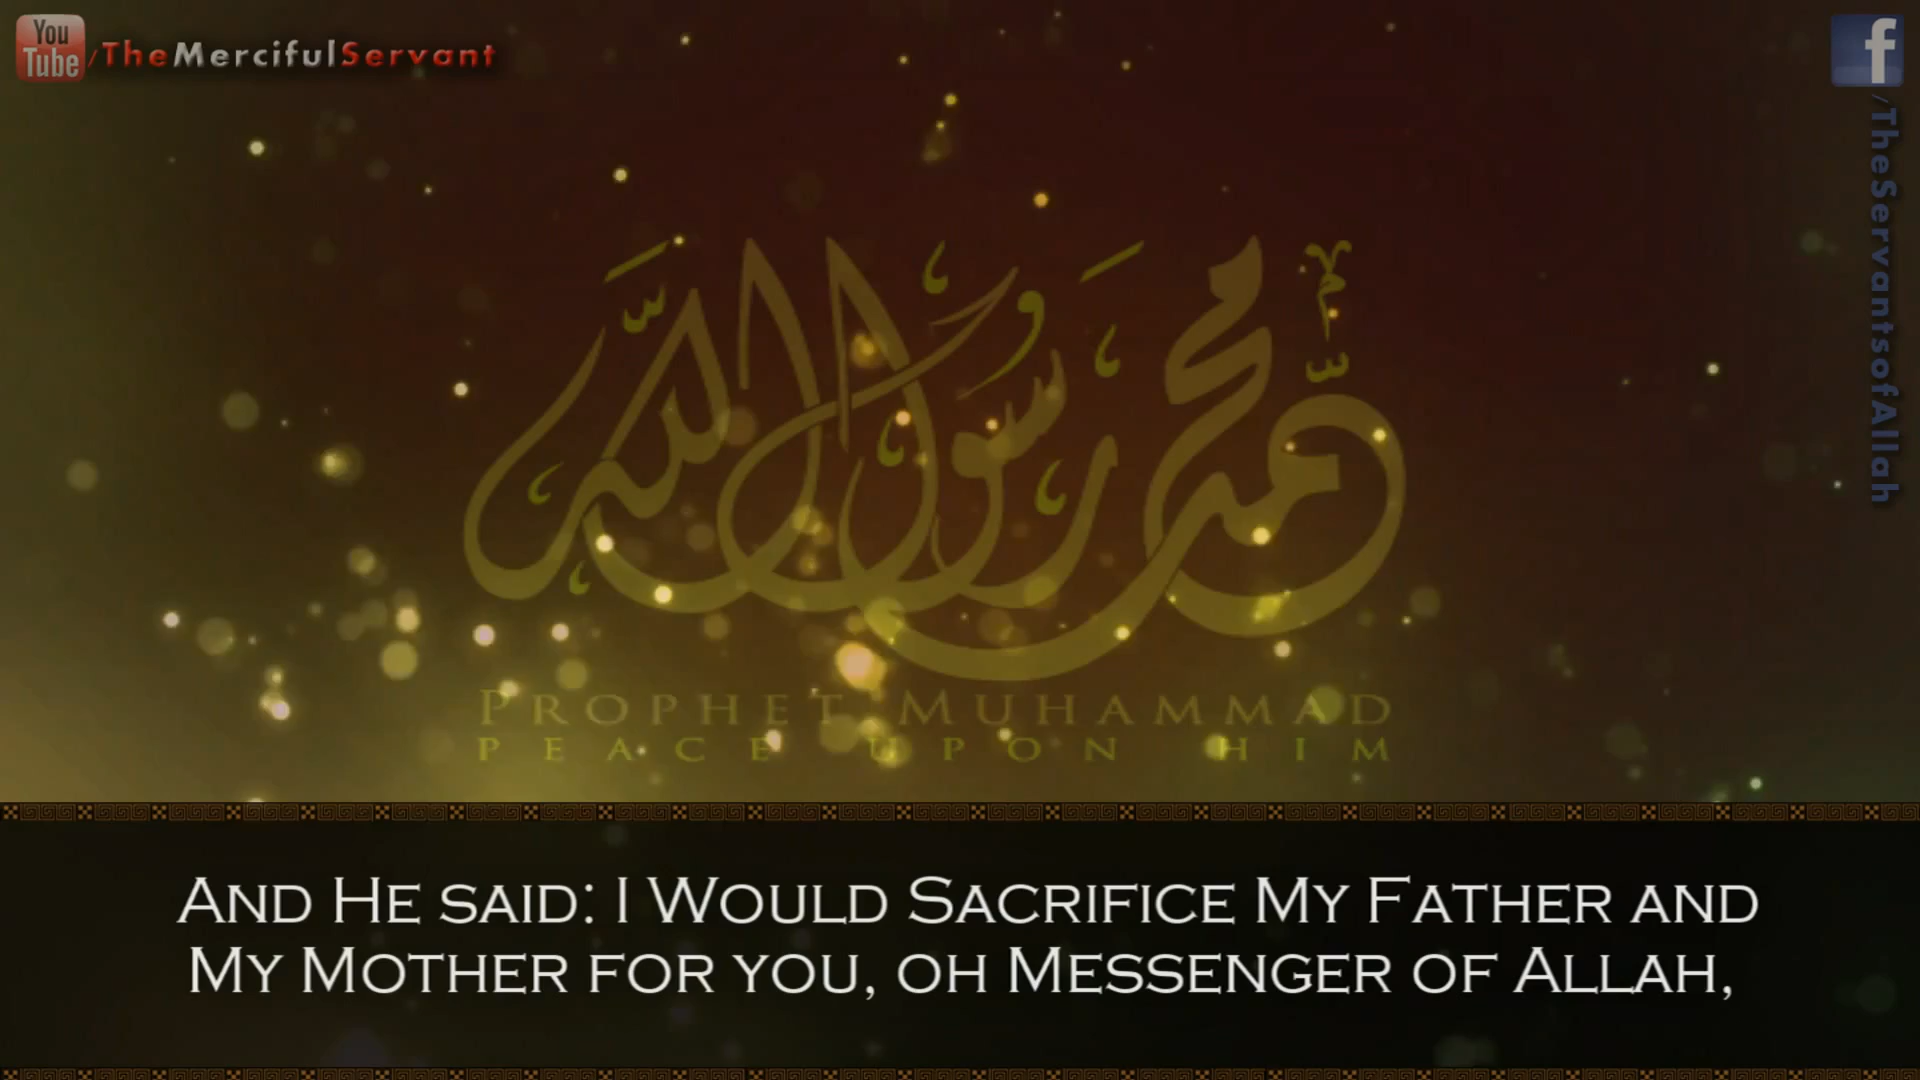 You
Tube /TheMercifulServant
f
/TheServantsofAllah
محمد رسول الله
PROPHET MUHAMMAD
PEACE UPON HIM
AND HE SAID: I WOULD SACRIFICE MY FATHER AND
MY MOTHER FOR YOU, OH MESSENGER OF ALLAH,